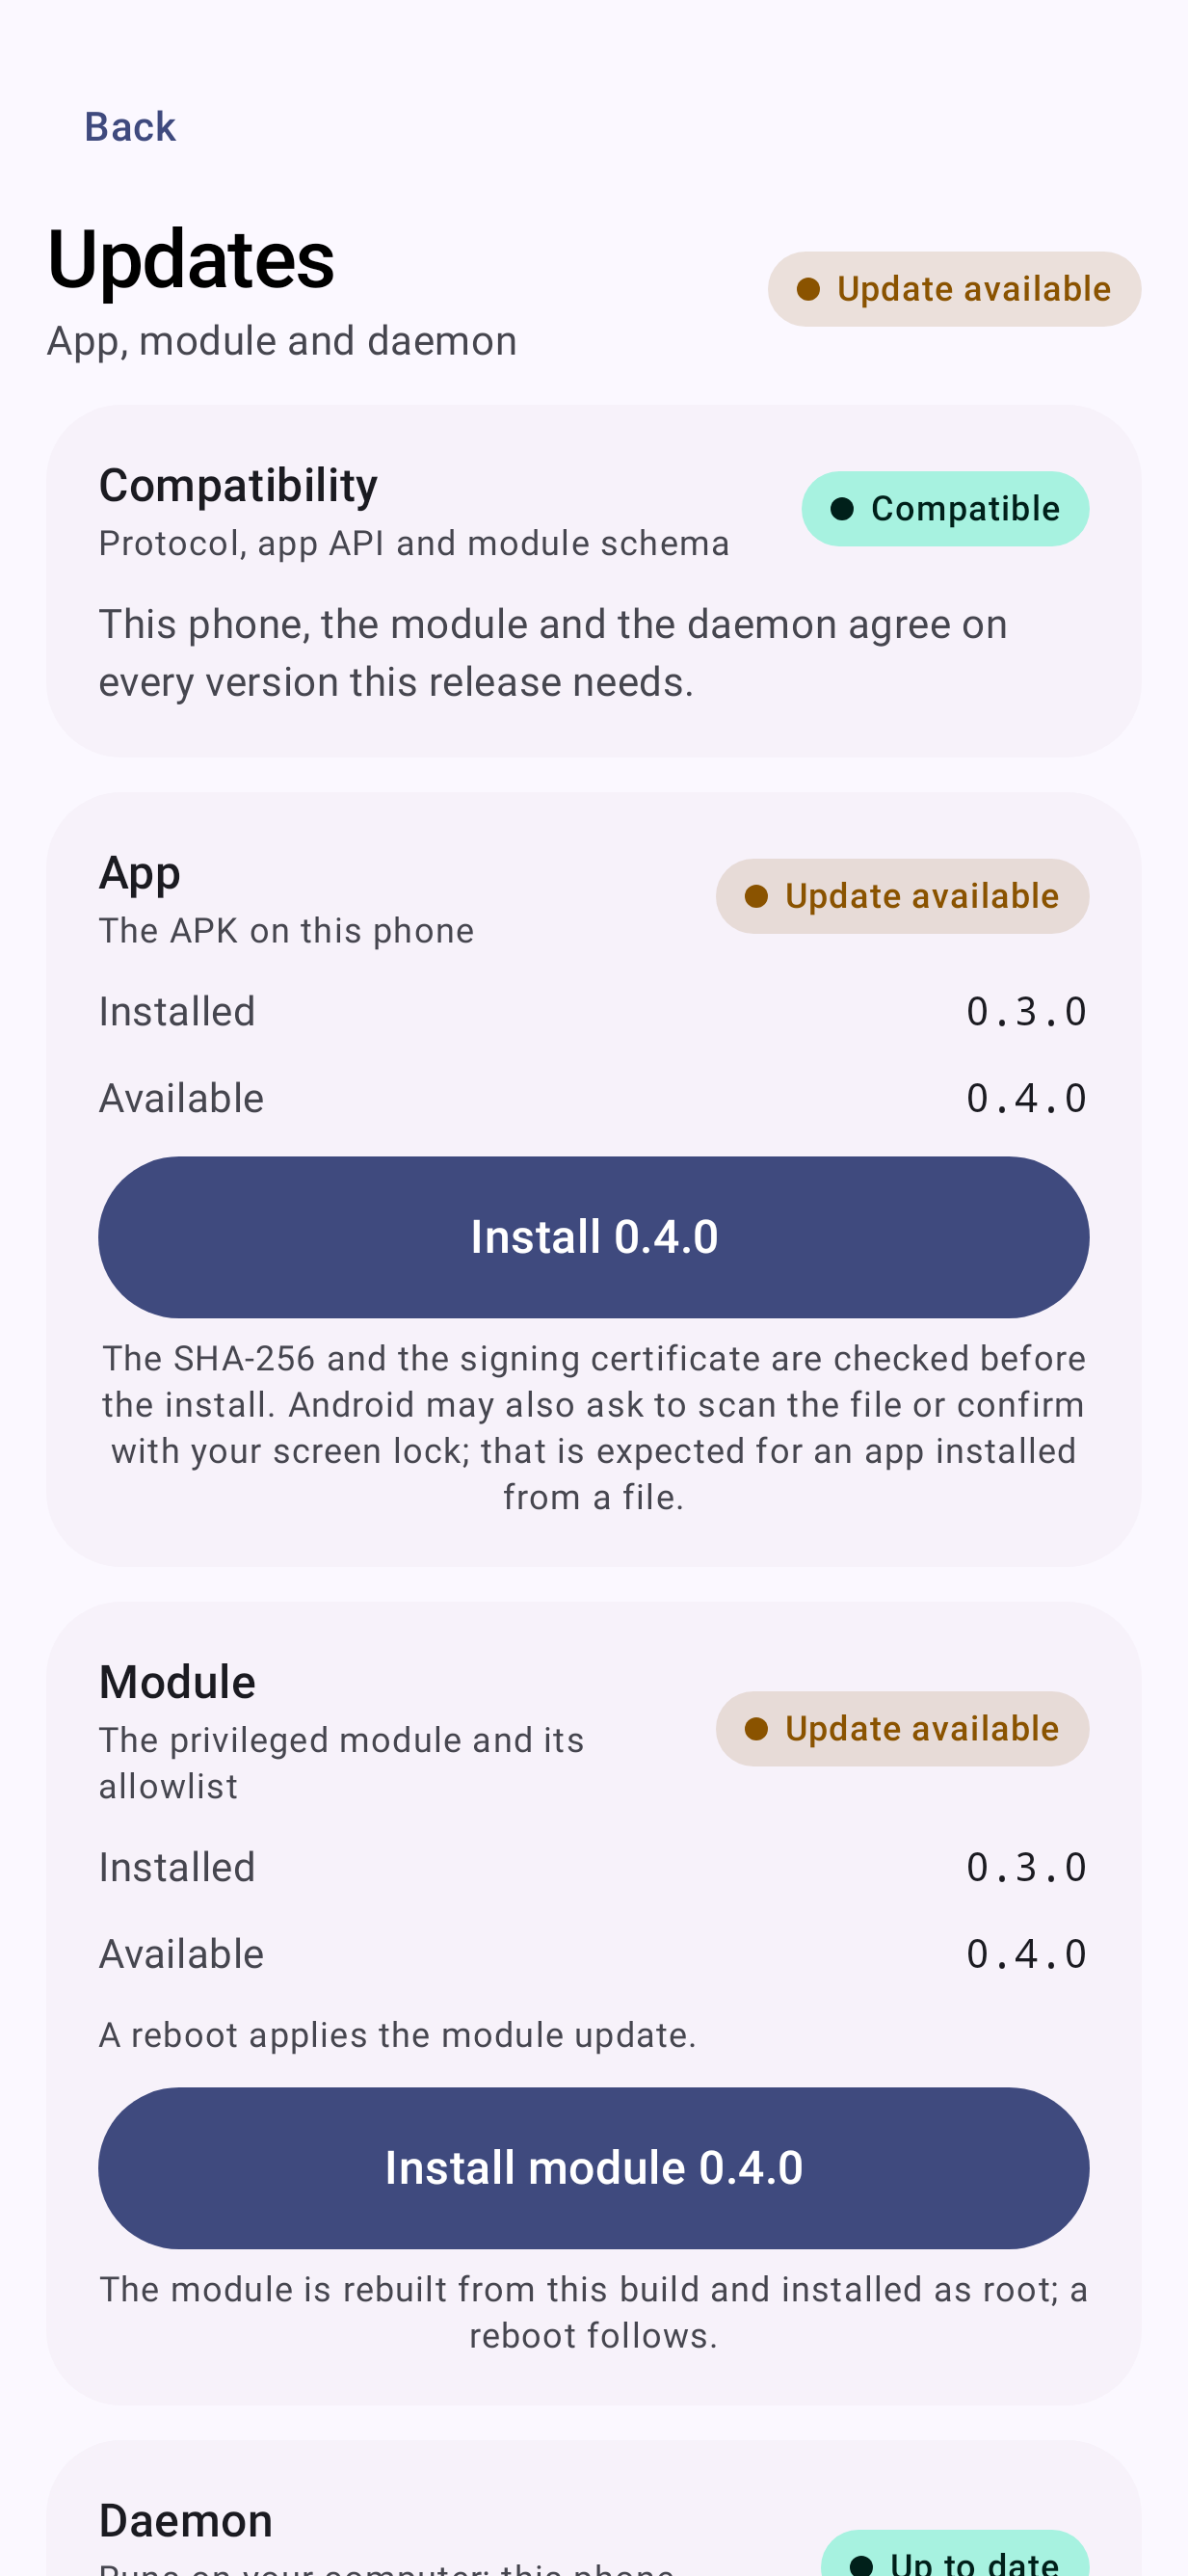 Back
Updates
Update available
App, module and daemon
Compatibility
Compatible
Protocol, app API and module schema
This phone, the module and the daemon agree on
every version this release needs.
App
Update available
The APK on this phone
Installed
0.3.0
Available
0.4.0
Install 0.4.0
The SHA-256 and the signing certificate are checked before
the install. Android may also ask to scan the file or confirm
with your screen lock; that is expected for an app installed
from a file.
Module
Update available
The privileged module and its
allowlist
Installed
0.3.0
Available
0.4.0
A reboot applies the module update.
Install module 0.4.0
The module is rebuilt from this build and installed as root; a
reboot follows.
Daemon
Up to date
Runs on your computer; this phone